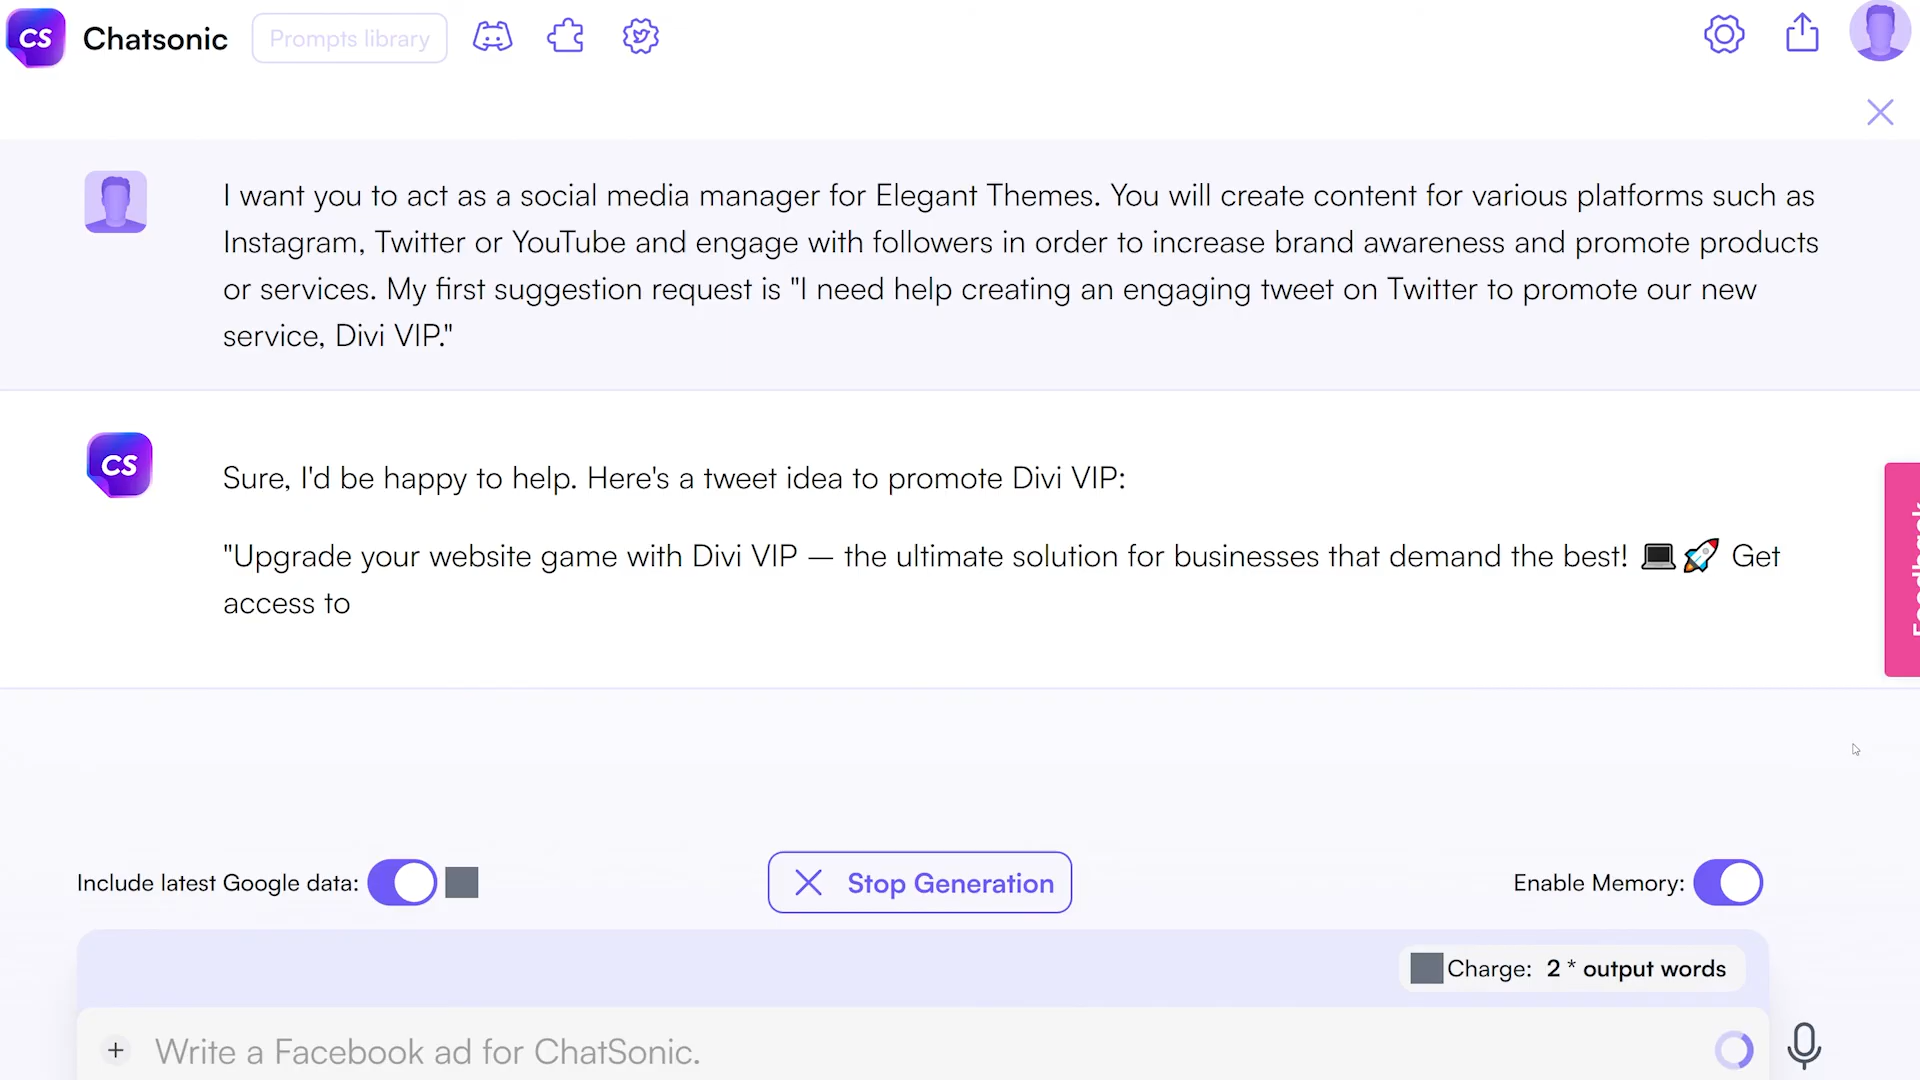 CS Chatsonic Prompts library
I want you to act as a social media manager for Elegant Themes. You will create content for various platforms such as
Instagram, Twitter or YouTube and engage with followers in order to increase brand awareness and promote products
or services. My first suggestion request is "I need help creating an engaging tweet on Twitter to promote our new
service, Divi VIP."
CS
Sure, I'd be happy to help. Here's a tweet idea to promote Divi VIP:
"Upgrade your website game with Divi VIP — the ultimate solution for businesses that demand the best! 💻🚀 Get
access to
Feedback
Include latest Google data:
Stop Generation
Enable Memory:
Charge: 2 * output words
+ Write a Facebook ad for ChatSonic.